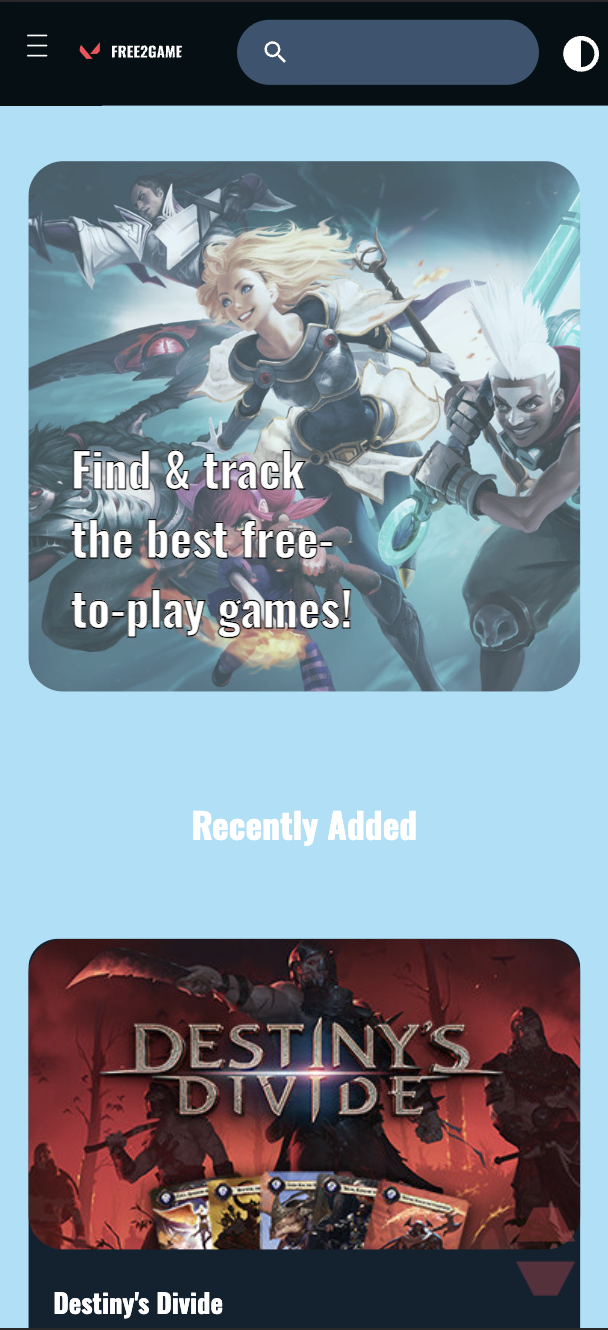 FREE2GAME
Find & track
the best free-
to-play games!
Recently Added
DESTINY'S
DIVIDE
Destiny's Divide